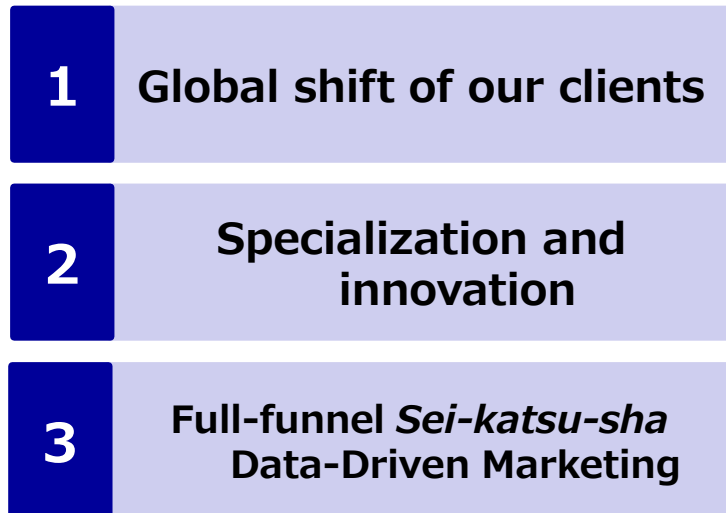 1
Global shift of our clients
2
Specialization and
innovation
3
Full-funnel Sei-katsu-sha
Data-Driven Marketing